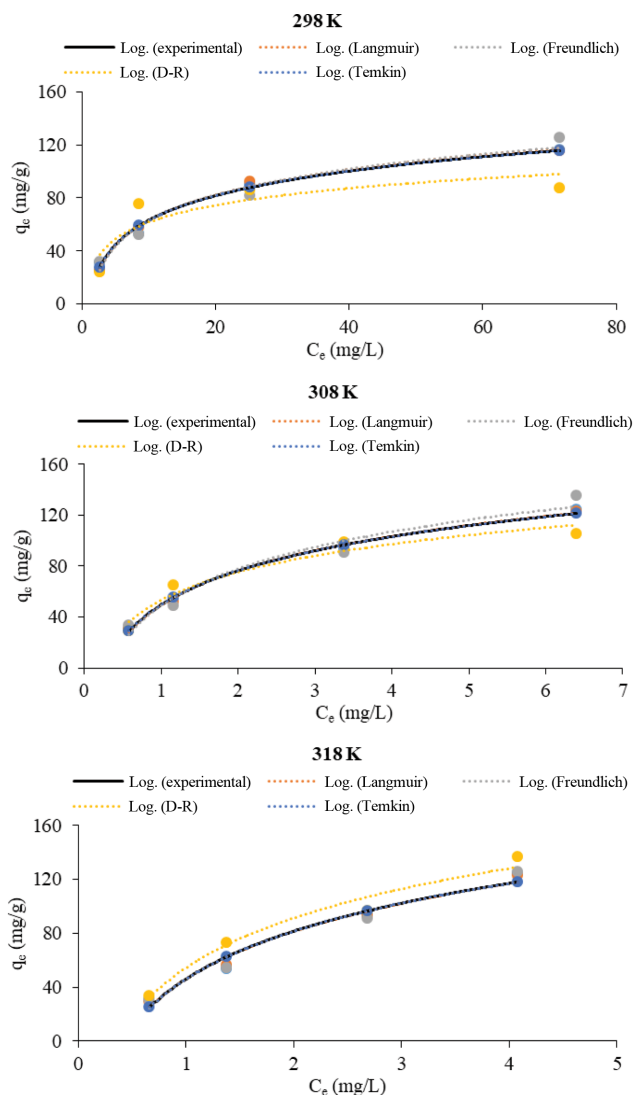 298 K
Log. (experimental) Log. (Langmuir) Log. (Freundlich)
Log. (D-R) Log. (Temkin)
160
120
80
40
0
qc (mg/g)
0 20 40 60 80
Ce (mg/L)
308 K
Log. (experimental) Log. (Langmuir) Log. (Freundlich)
Log. (D-R) Log. (Temkin)
160
120
80
40
0
qc (mg/g)
0 1 2 3 4 5 6 7
Ce (mg/L)
318 K
Log. (experimental) Log. (Langmuir) Log. (Freundlich)
Log. (D-R) Log. (Temkin)
160
120
80
40
0
qc (mg/g)
0 1 2 3 4 5
Ce (mg/L)